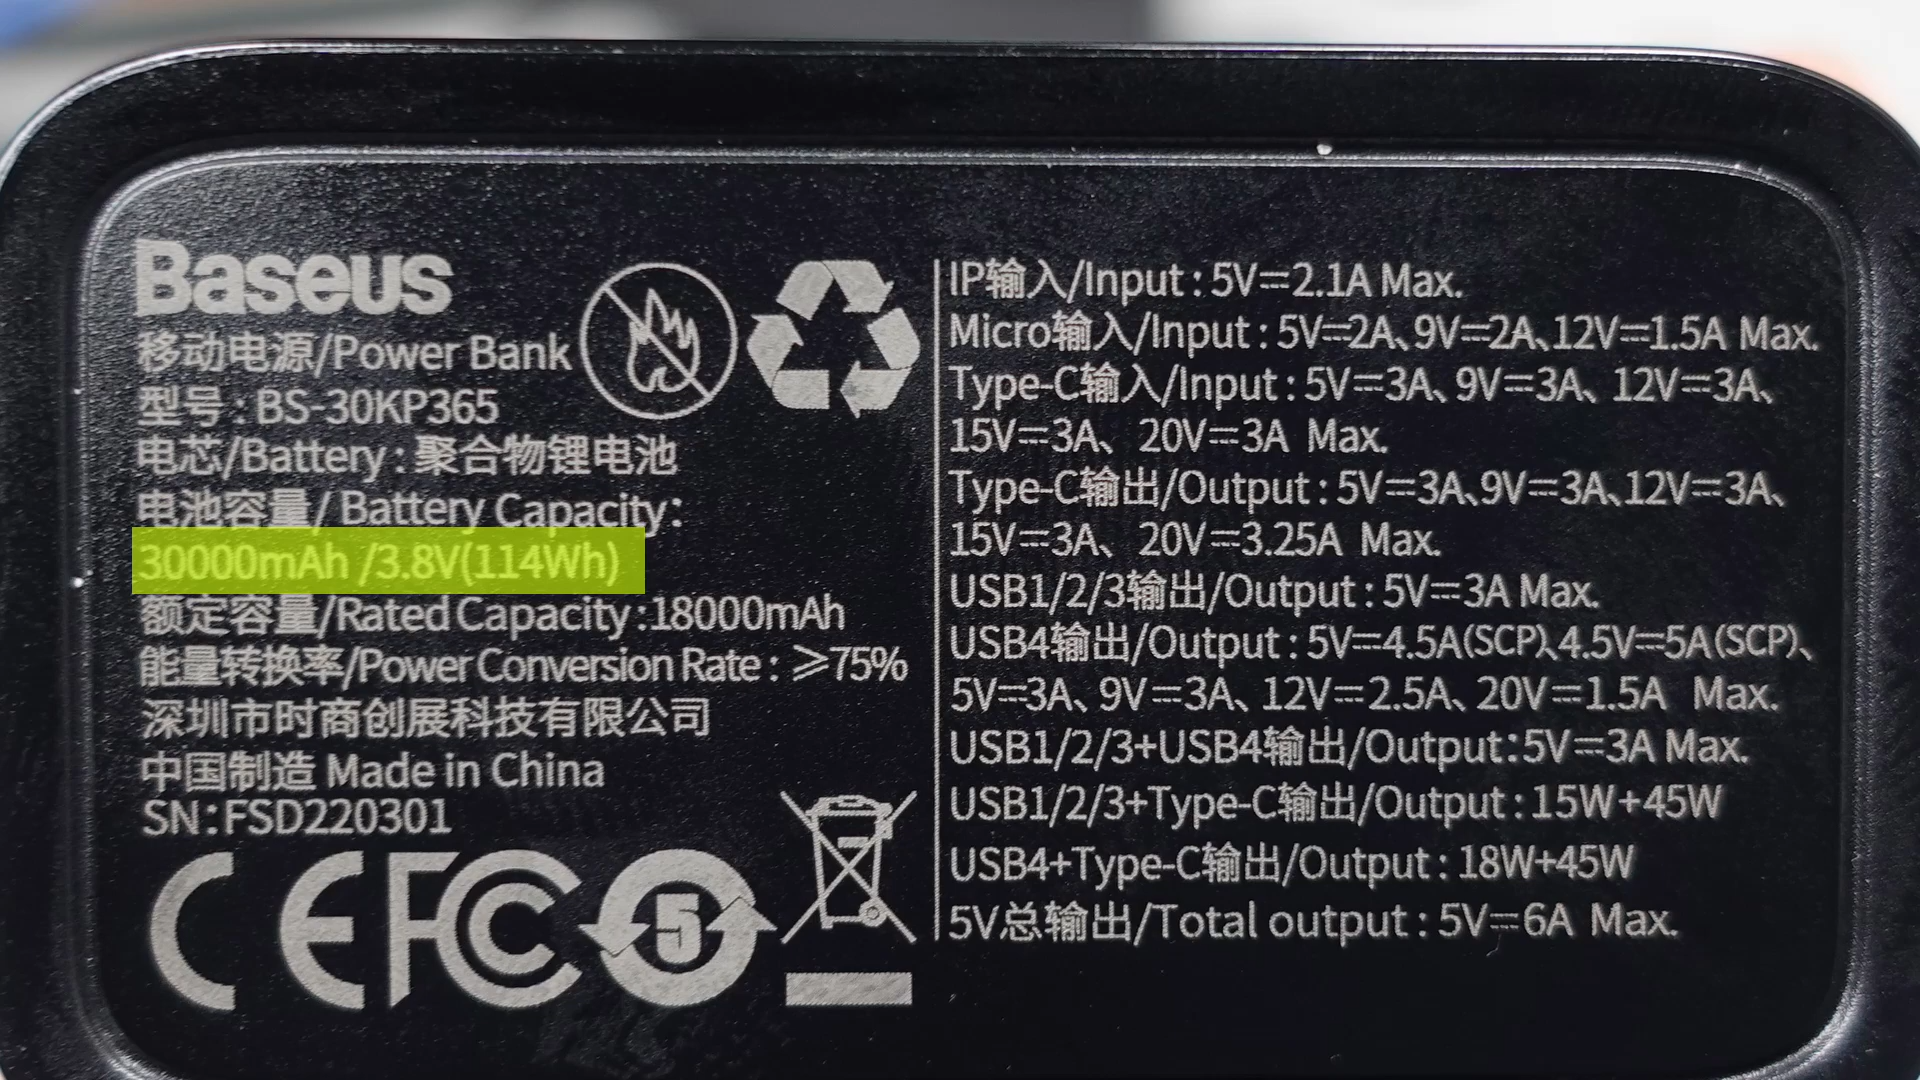 Baseus
移动电源/Power Bank
型号: BS-30KP365
电芯/Battery : 聚合物锂电池
电池容量/ Battery Capacity:
30000mAh /3.8V(114Wh)
额定容量/Rated Capacity:18000mAh
能量转换率/Power Conversion Rate : ≥75%
深圳市时商创展科技有限公司
中国制造 Made in China
SN:FSD220301
CE FC 5
IP输入/Input : 5V⎓2.1A Max.
Micro输入/Input : 5V⎓2A、9V⎓2A、12V⎓1.5A Max.
Type-C输入/Input : 5V⎓3A、9V⎓3A、12V⎓3A、
15V⎓3A、20V⎓3A Max.
Type-C输出/Output : 5V⎓3A、9V⎓3A、12V⎓3A、
15V⎓3A、20V⎓3.25A Max.
USB1/2/3输出/Output : 5V⎓3A Max.
USB4输出/Output : 5V⎓4.5A(SCP)、4.5V⎓5A(SCP)、
5V⎓3A、9V⎓3A、12V⎓2.5A、20V⎓1.5A Max.
USB1/2/3+USB4输出/Output:5V⎓3A Max.
USB1/2/3+Type-C输出/Output : 15W+45W
USB4+Type-C输出/Output : 18W+45W
5V总输出/Total output : 5V⎓6A Max.